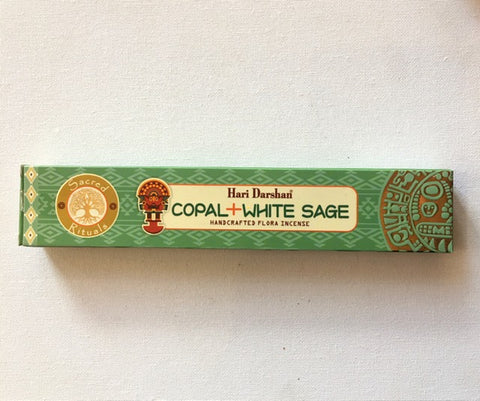 Sacred
Rituals
Hari Darshan®
COPAL+WHITE SAGE
HANDCRAFTED FLORA INCENSE